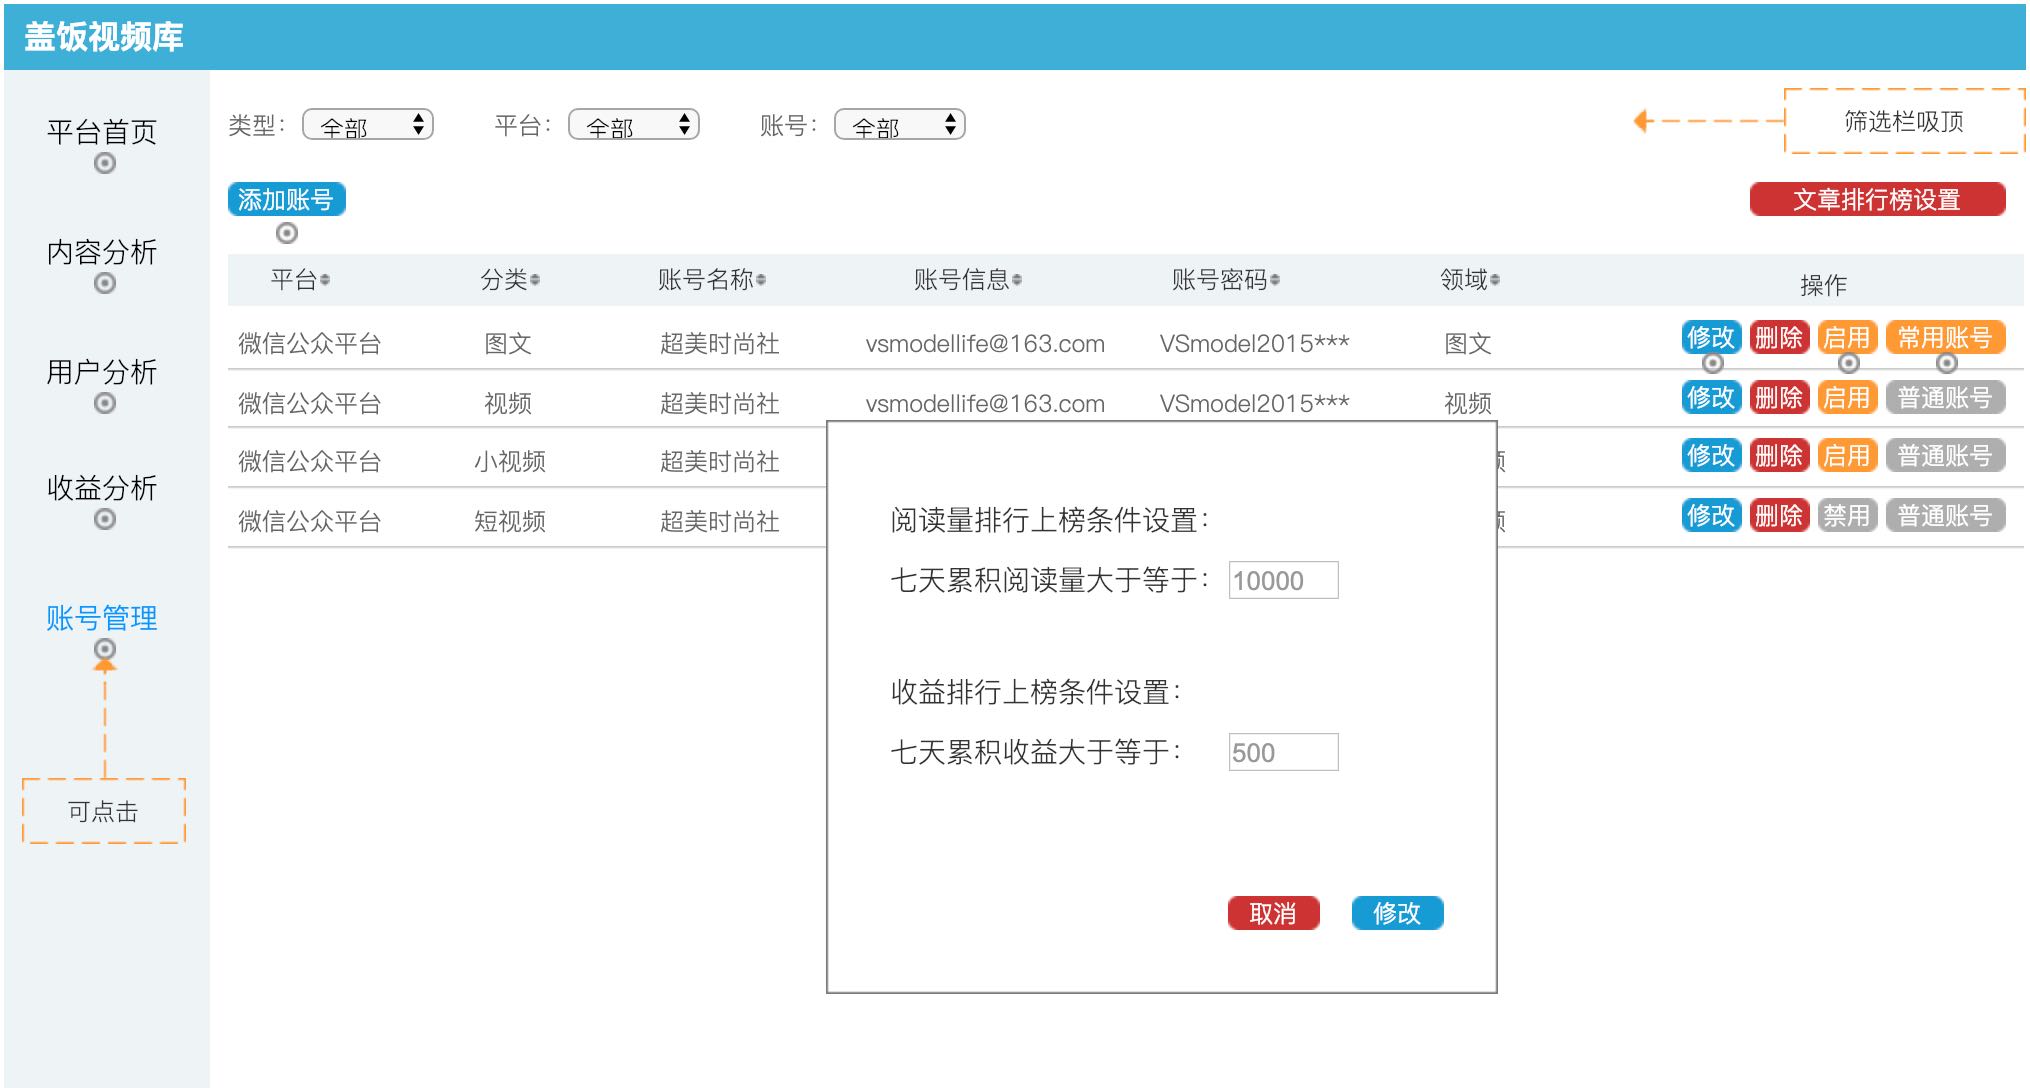 盖饭视频库
平台首页
内容分析
用户分析
收益分析
账号管理
可点击
类型： 全部 平台： 全部 账号： 全部
筛选栏吸顶
添加账号 文章排行榜设置
平台 分类 账号名称 账号信息 账号密码 领域 操作
微信公众平台 图文 超美时尚社 vsmodellife@163.com VSmodel2015*** 图文 修改 删除 启用 常用账号
微信公众平台 视频 超美时尚社 vsmodellife@163.com VSmodel2015*** 视频 修改 删除 启用 普通账号
微信公众平台 小视频 超美时尚社 修改 删除 启用 普通账号
微信公众平台 短视频 超美时尚社 修改 删除 禁用 普通账号
阅读量排行上榜条件设置：
七天累积阅读量大于等于： 10000
收益排行上榜条件设置：
七天累积收益大于等于： 500
取消 修改